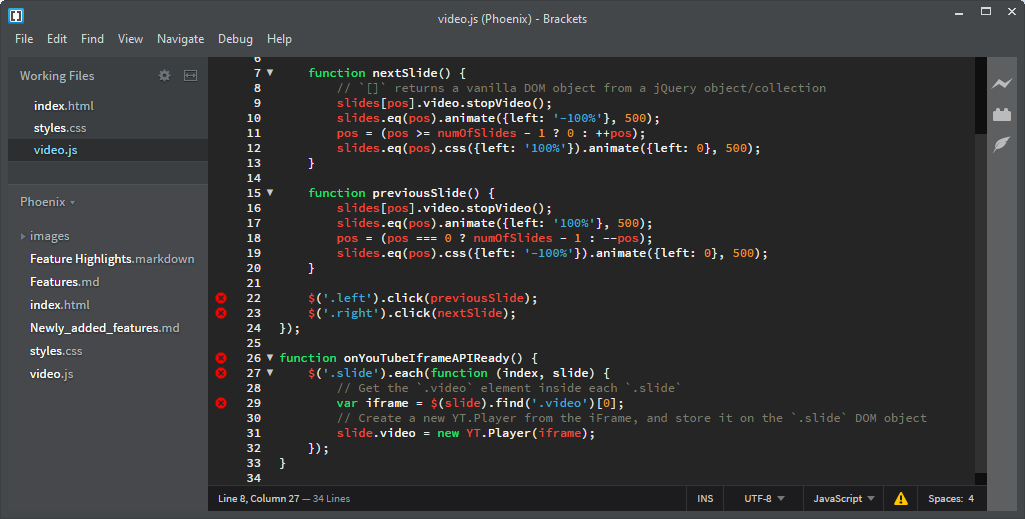 video.js (Phoenix) - Brackets
File Edit Find View Navigate Debug Help
Working Files
index.html
styles.css
video.js
Phoenix
images
Feature Highlights.markdown
Features.md
index.html
Newly_added_features.md
styles.css
video.js
6
7 function nextSlide() {
8 // `[]` returns a vanilla DOM object from a jQuery object/collection
9 slides[pos].video.stopVideo();
10 slides.eq(pos).animate({left: '-100%'}, 500);
11 pos = (pos >= numOfSlides - 1 ? 0 : ++pos);
12 slides.eq(pos).css({left: '100%'}).animate({left: 0}, 500);
13 }
14
15 function previousSlide() {
16 slides[pos].video.stopVideo();
17 slides.eq(pos).animate({left: '100%'}, 500);
18 pos = (pos === 0 ? numOfSlides - 1 : --pos);
19 slides.eq(pos).css({left: '-100%'}).animate({left: 0}, 500);
20 }
21
22 $('.left').click(previousSlide);
23 $('.right').click(nextSlide);
24 });
25
26 function onYouTubeIframeAPIReady() {
27 $('.slide').each(function (index, slide) {
28 // Get the `.video` element inside each `.slide`
29 var iframe = $(slide).find('.video')[0];
30 // Create a new YT.Player from the iFrame, and store it on the `.slide` DOM object
31 slide.video = new YT.Player(iframe);
32 });
33 }
34
Line 8, Column 27 — 34 Lines INS UTF-8 JavaScript Spaces: 4